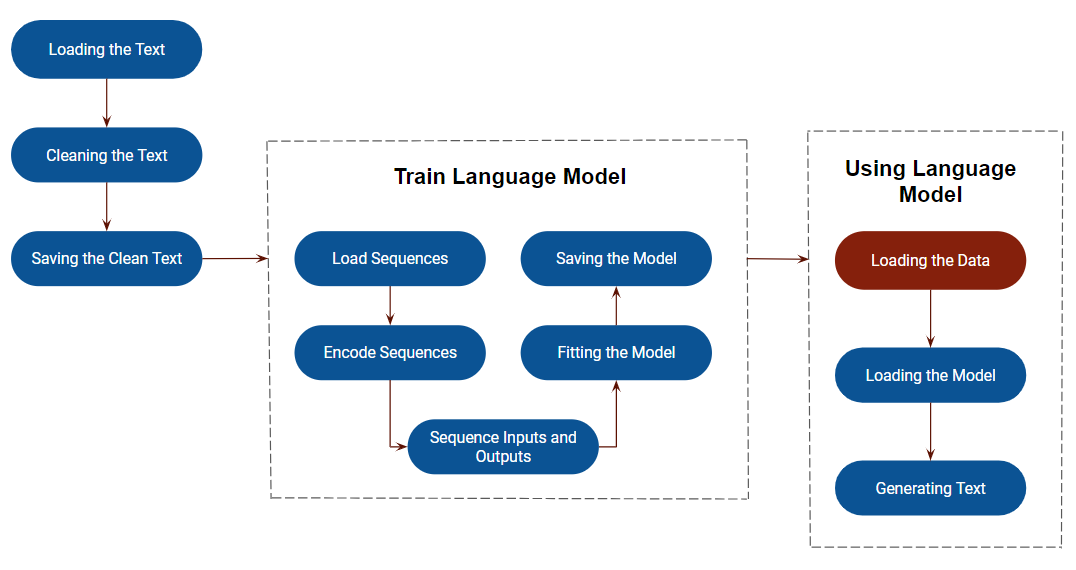 Loading the Text
Cleaning the Text
Saving the Clean Text
Train Language Model
Load Sequences
Encode Sequences
Sequence Inputs and
Outputs
Fitting the Model
Saving the Model
Using Language
Model
Loading the Data
Loading the Model
Generating Text